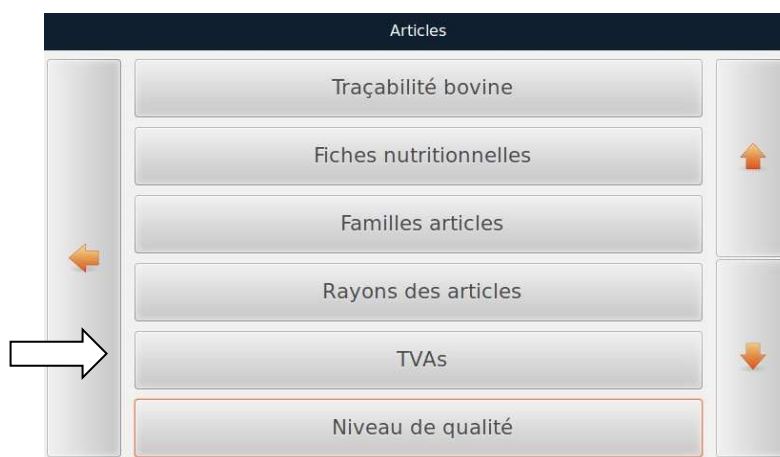 Articles
Traçabilité bovine
Fiches nutritionnelles
Familles articles
Rayons des articles
TVAs
Niveau de qualité